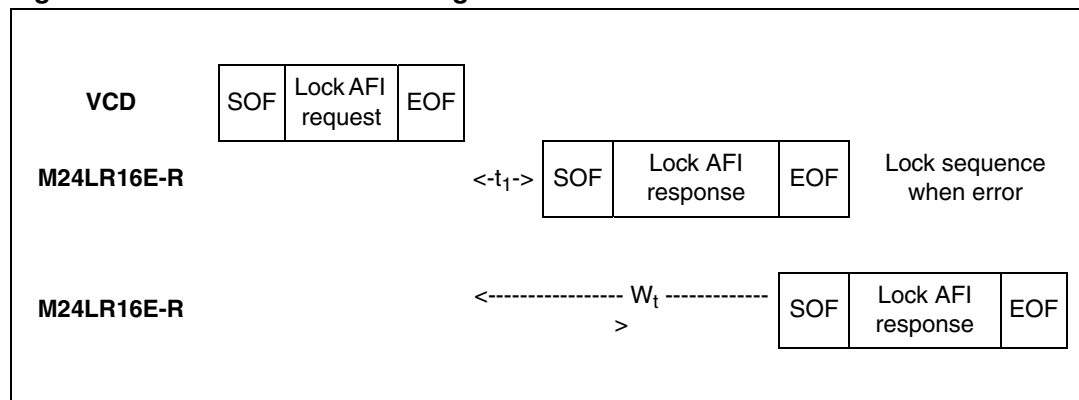 VCD
SOF
Lock AFI
request
EOF
M24LR16E-R
<-t₁->
SOF
Lock AFI
response
EOF
Lock sequence
when error
M24LR16E-R
<------------------ Wₜ -------------
>
SOF
Lock AFI
response
EOF